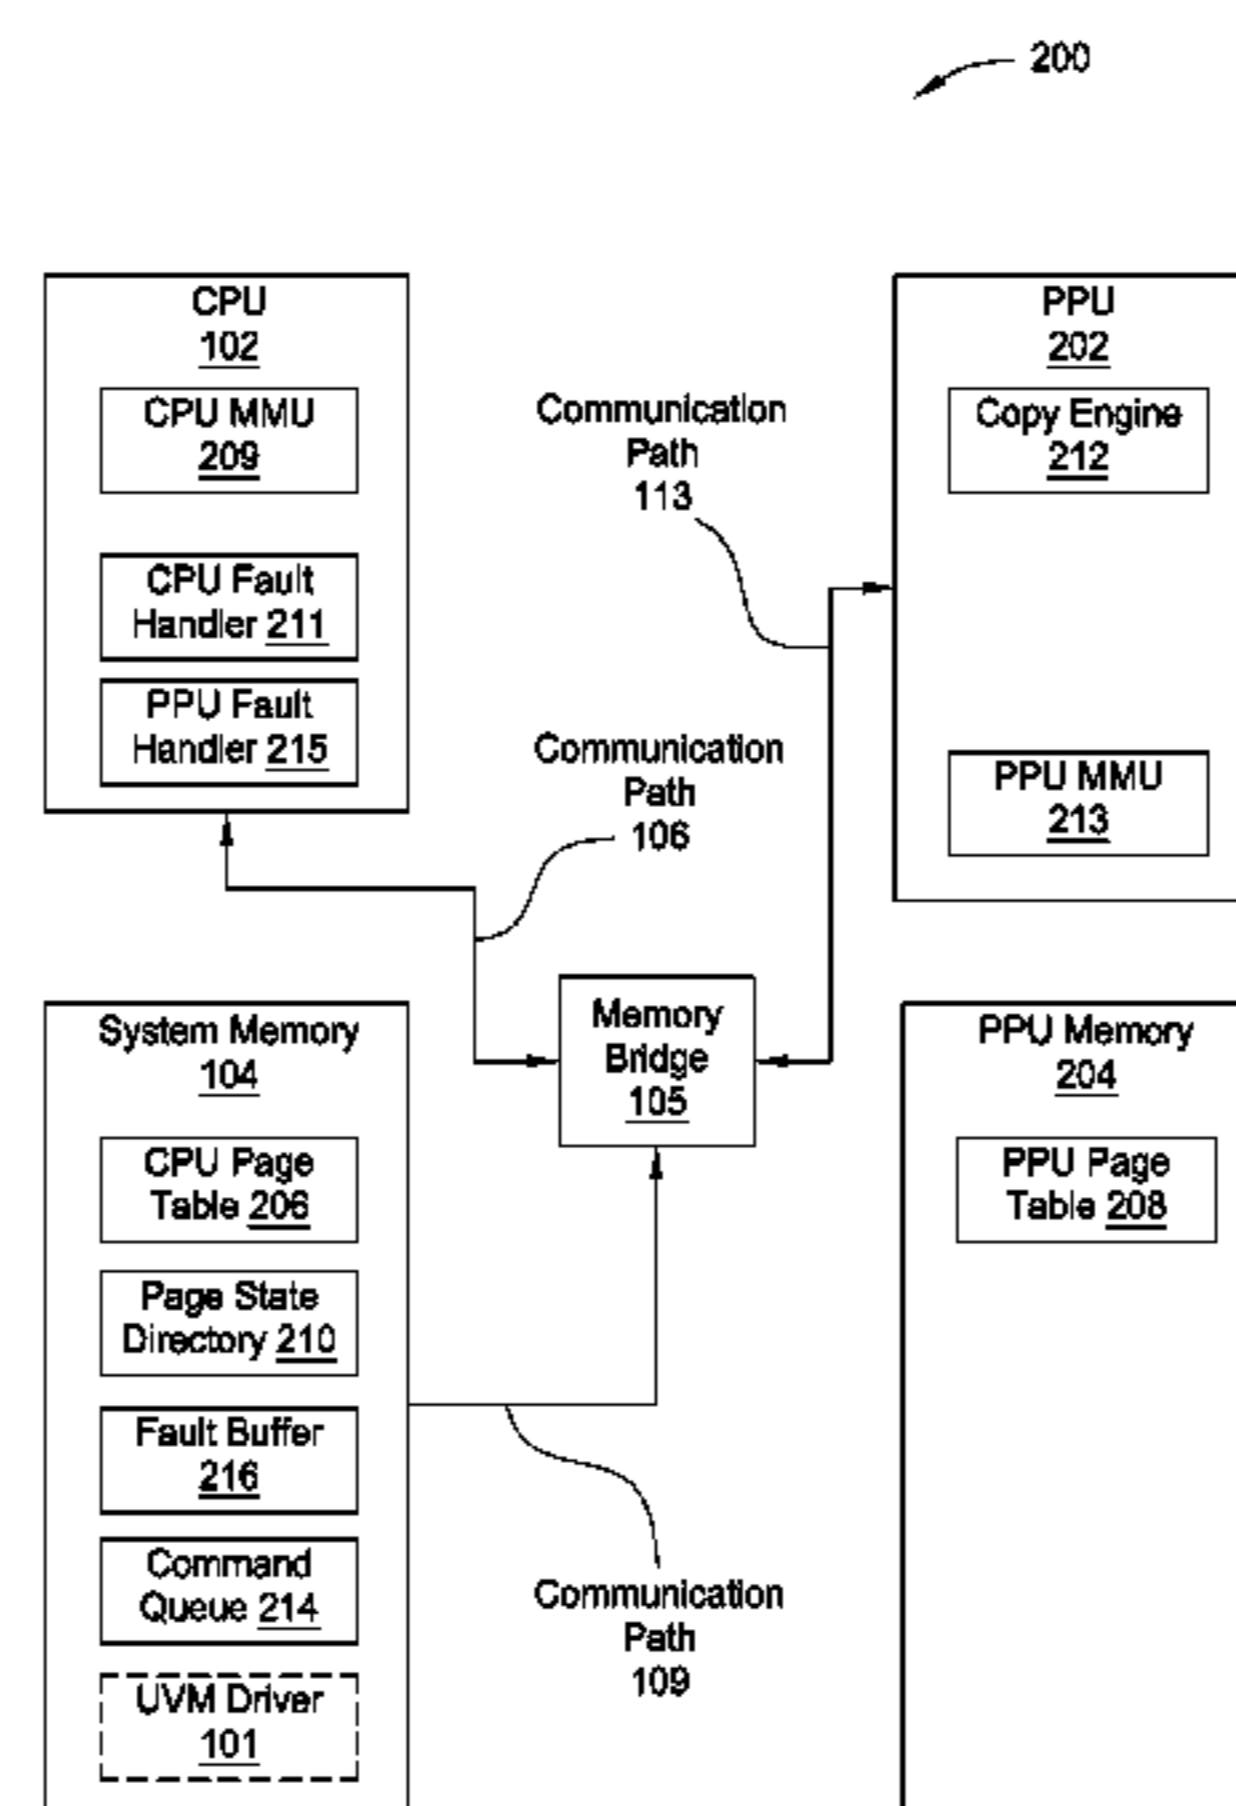 200
CPU
102
CPU MMU
209
CPU Fault
Handler 211
PPU Fault
Handler 215
Communication
Path
113
Communication
Path
106
PPU
202
Copy Engine
212
PPU MMU
213
System Memory
104
CPU Page
Table 206
Page State
Directory 210
Fault Buffer
216
Command
Queue 214
UVM Driver
101
Memory
Bridge
105
Communication
Path
109
PPU Memory
204
PPU Page
Table 208